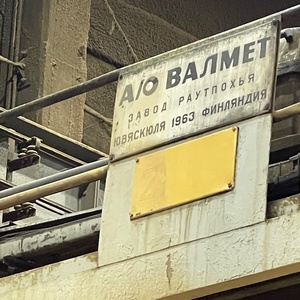 А/О ВАЛМЕТ
ЗАВОД РАУТПОХЬЯ
ЮВЯСКЮЛЯ 1963 ФИНЛЯНДИЯ